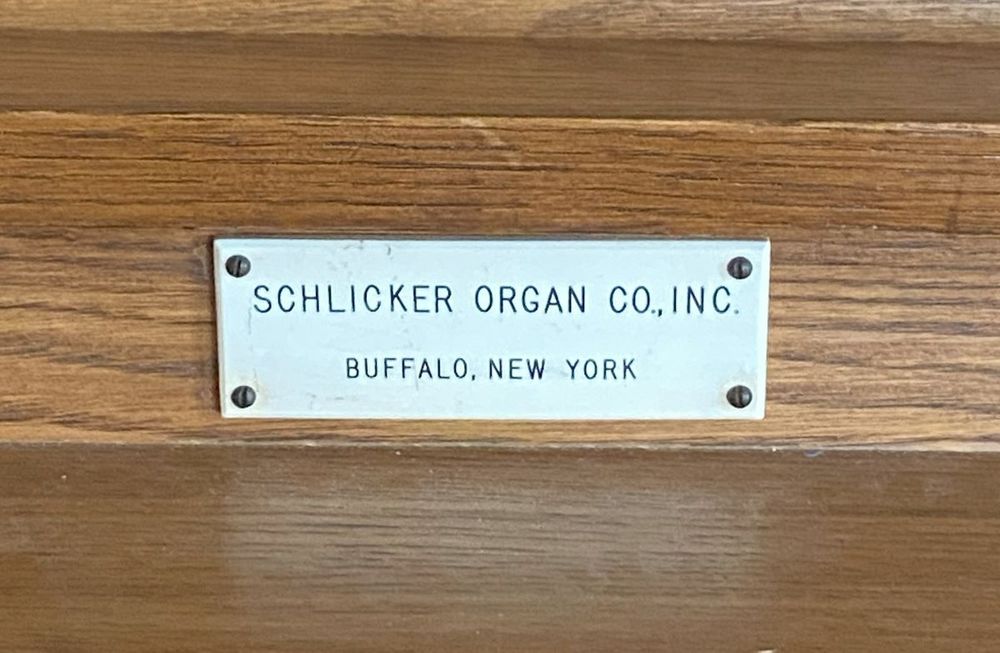 SCHLICKER ORGAN CO., INC.
BUFFALO, NEW YORK